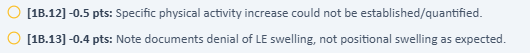 [1B.12] -0.5 pts: Specific physical activity increase could not be established/quantified.
[1B.13] -0.4 pts: Note documents denial of LE swelling, not positional swelling as expected.